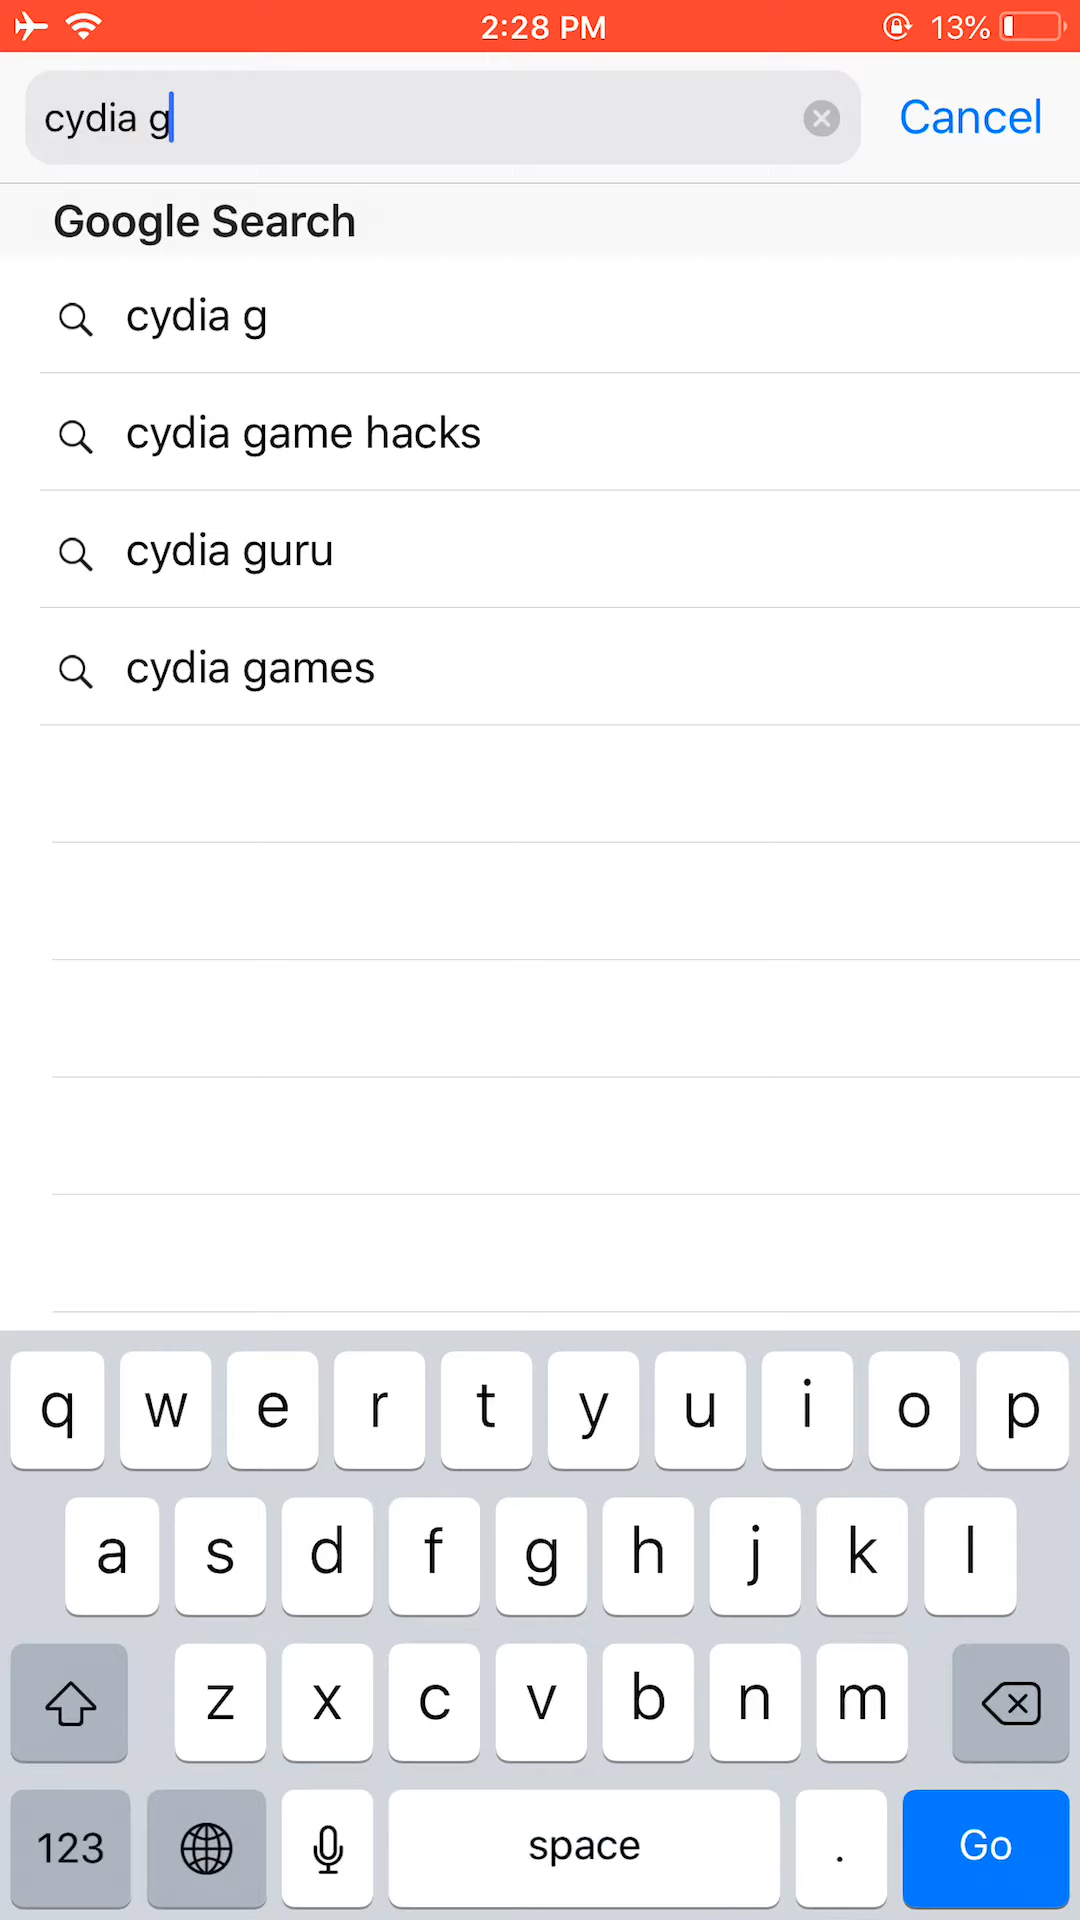 2:28 PM 13%
cydia g Cancel
Google Search
cydia g
cydia game hacks
cydia guru
cydia games
q w e r t y u i o p
a s d f g h j k l
z x c v b n m
123 space . Go